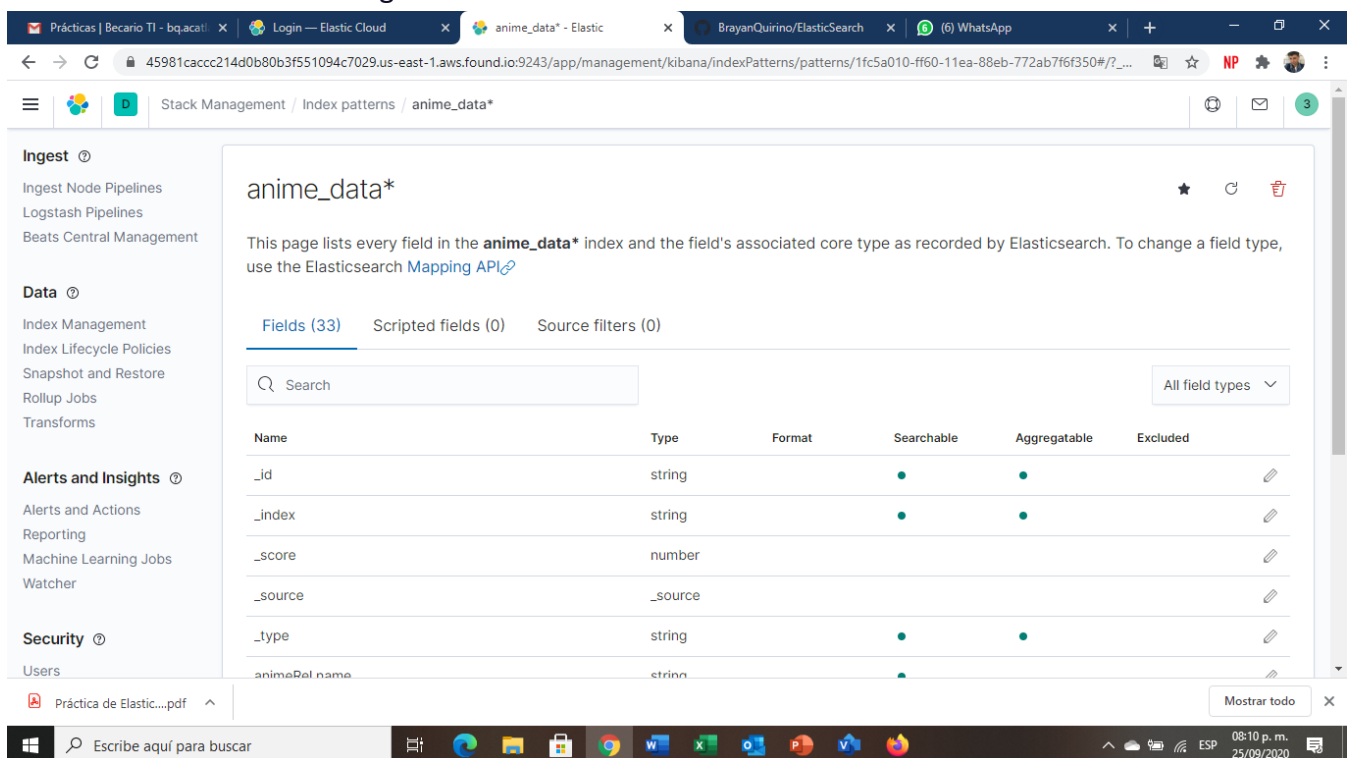 Prácticas | Becario TI - bq.acatl
Login — Elastic Cloud
anime_data* - Elastic
BrayanQuirino/ElasticSearch
(6) WhatsApp
45981caccc214d0b80b3f551094c7029.us-east-1.aws.found.io:9243/app/management/kibana/indexPatterns/patterns/1fc5a010-ff60-11ea-88eb-772ab7f6f350#/?_...
NP
D
Stack Management / Index patterns / anime_data*
3
Ingest
Ingest Node Pipelines
Logstash Pipelines
Beats Central Management
Data
Index Management
Index Lifecycle Policies
Snapshot and Restore
Rollup Jobs
Transforms
Alerts and Insights
Alerts and Actions
Reporting
Machine Learning Jobs
Watcher
Security
Users
anime_data*
This page lists every field in the anime_data* index and the field's associated core type as recorded by Elasticsearch. To change a field type,
use the Elasticsearch Mapping API
Fields (33) Scripted fields (0) Source filters (0)
Search
All field types
Name Type Format Searchable Aggregatable Excluded
_id string
_index string
_score number
_source _source
_type string
animeRel.name string
Práctica de Elastic....pdf
Mostrar todo
Escribe aquí para buscar
ESP
08:10 p. m.
25/09/2020